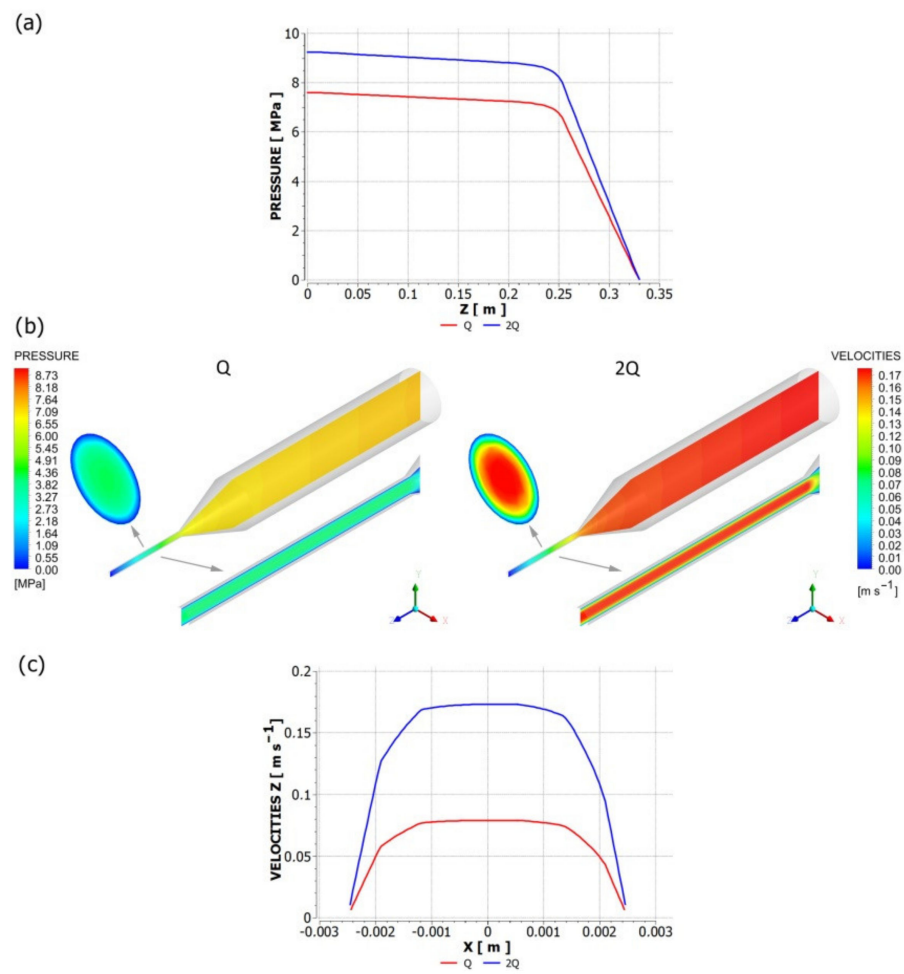 (a)
10
8
6
4
2
0
PRESSURE [ MPa ]
0 0.05 0.1 0.15 0.2 0.25 0.3 0.35
Z [ m ]
Q 2Q
(b)
PRESSURE
8.73
8.18
7.64
7.09
6.55
6.00
5.45
4.91
4.36
3.82
3.27
2.73
2.18
1.64
1.09
0.55
0.00
[MPa]
Q
Y
Z X
2Q
Y
Z X
VELOCITIES
0.17
0.16
0.15
0.14
0.13
0.12
0.11
0.10
0.09
0.08
0.07
0.06
0.05
0.04
0.03
0.02
0.01
0.00
[m s⁻¹]
(c)
0.2
0.15
0.1
0.05
0
VELOCITIES Z [ m s⁻¹ ]
-0.003 -0.002 -0.001 0 0.001 0.002 0.003
X [ m ]
Q 2Q